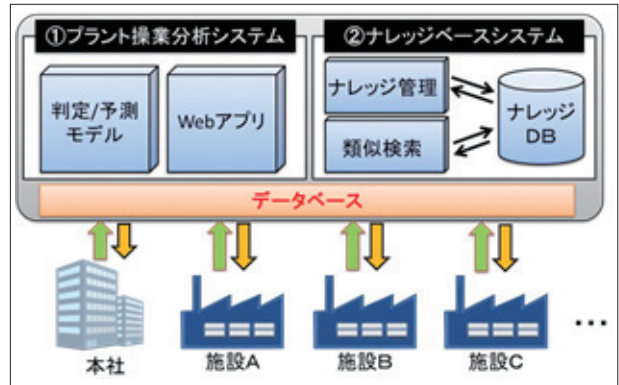 ①プラント操業分析システム
②ナレッジベースシステム
判定/予測
モデル
Webアプリ
ナレッジ管理
類似検索
ナレッジ
DB
データベース
本社
施設A
施設B
施設C
…